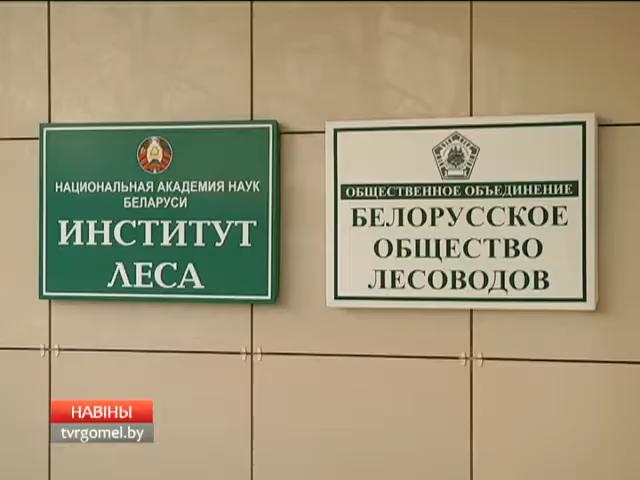 НАЦИОНАЛЬНАЯ АКАДЕМИЯ НАУК
БЕЛАРУСИ
ИНСТИТУТ
ЛЕСА
ОБЩЕСТВЕННОЕ ОБЪЕДИНЕНИЕ
БЕЛОРУССКОЕ
ОБЩЕСТВО
ЛЕСОВОДОВ
НАВІНЫ
tvrgomel.by